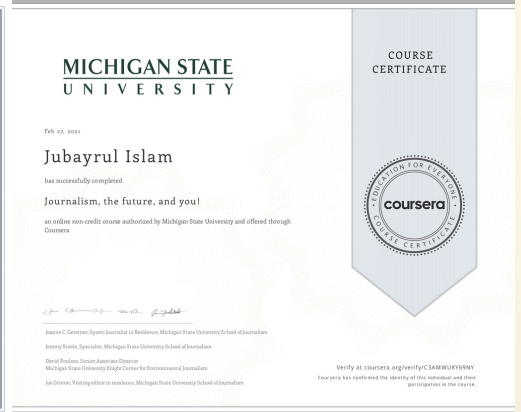 MICHIGAN STATE
UNIVERSITY
COURSE
CERTIFICATE
Feb 27, 2021
Jubayrul Islam
has successfully completed
Journalism, the future, and you!
an online non-credit course authorized by Michigan State University and offered through
Coursera
EDUCATION FOR EVERYONE
coursera
COURSE CERTIFICATE
Joanne C. Gerstner, Sports Journalist in Residence, Michigan State University School of Journalism
Jeremy Steele, Specialist, Michigan State University School of Journalism
David Poulson, Senior Associate Director
Michigan State University Knight Center for Environmental Journalism
Joe Grimm, Visiting editor in residence, Michigan State University School of Journalism
Verify at coursera.org/verify/C3AMWUKY69NY
Coursera has confirmed the identity of this individual and their
participation in the course.